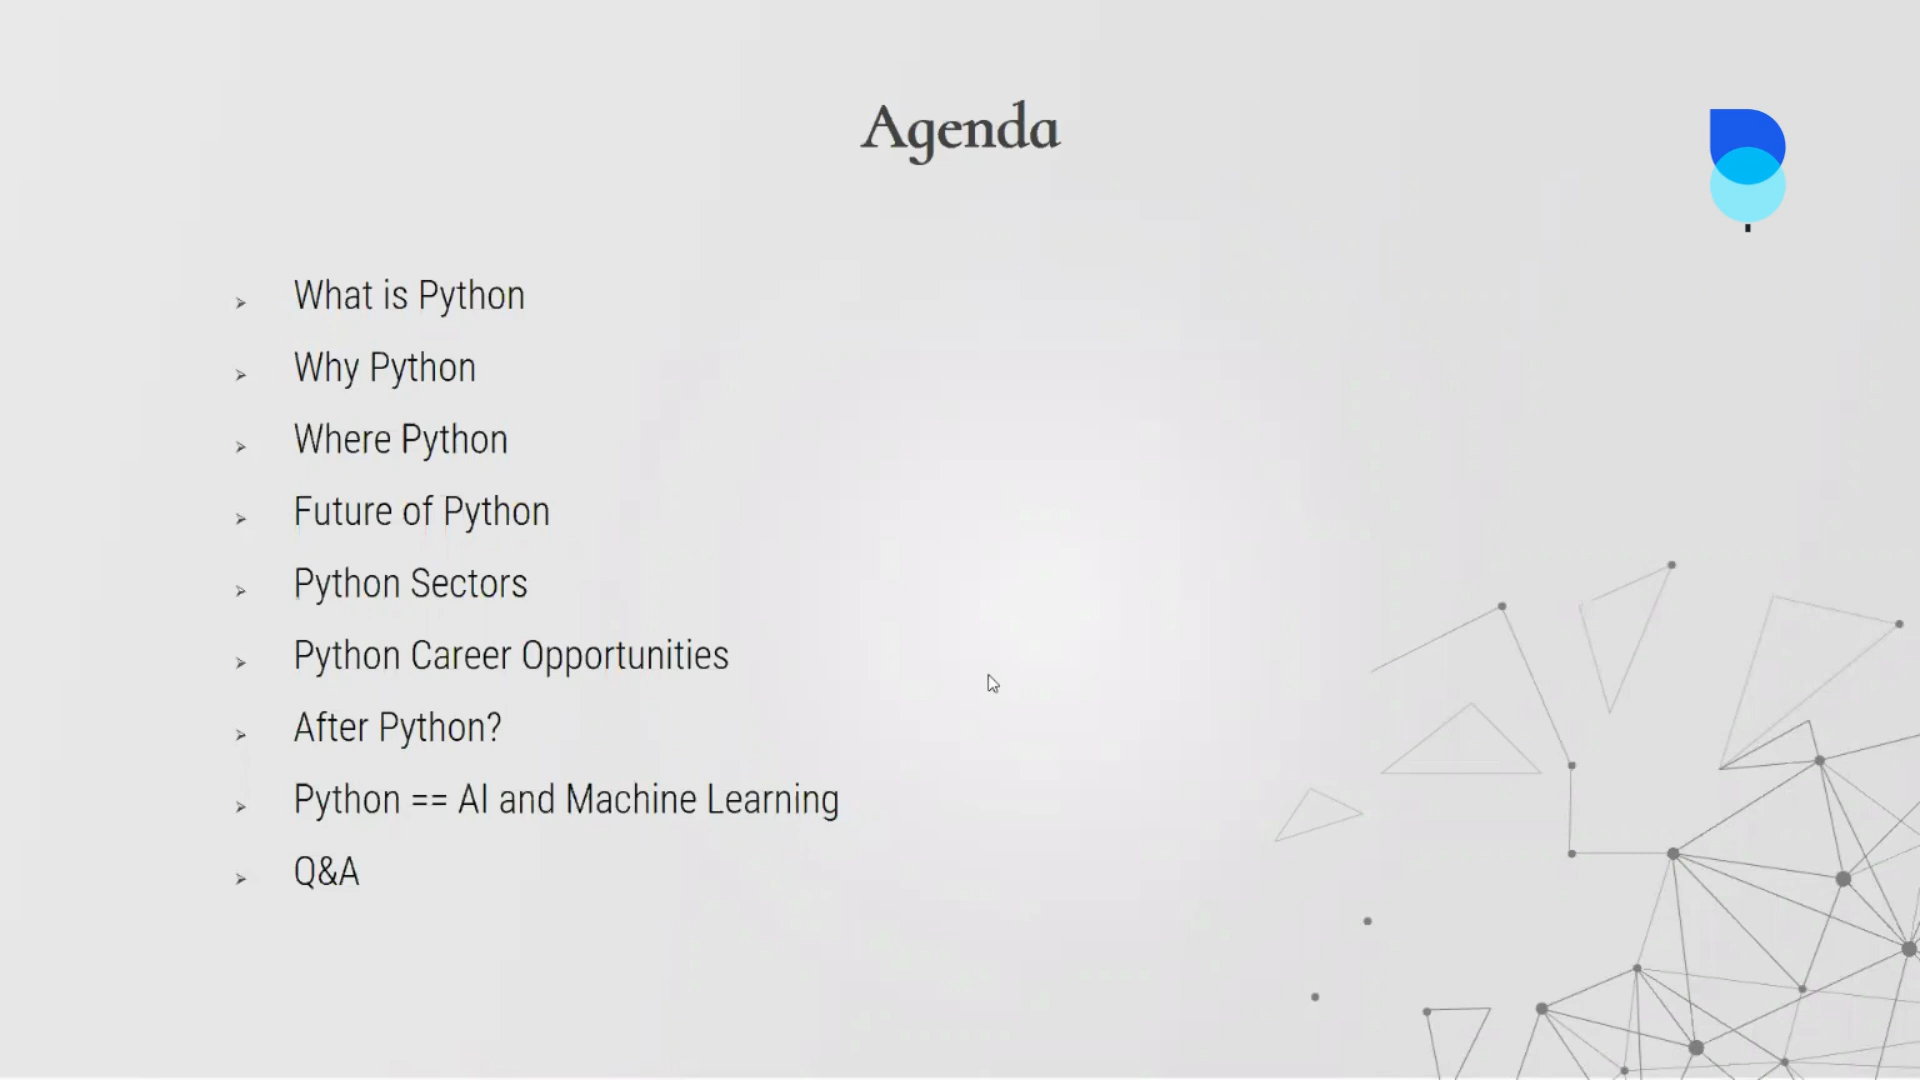 Agenda
What is Python
Why Python
Where Python
Future of Python
Python Sectors
Python Career Opportunities
After Python?
Python == AI and Machine Learning
Q&A